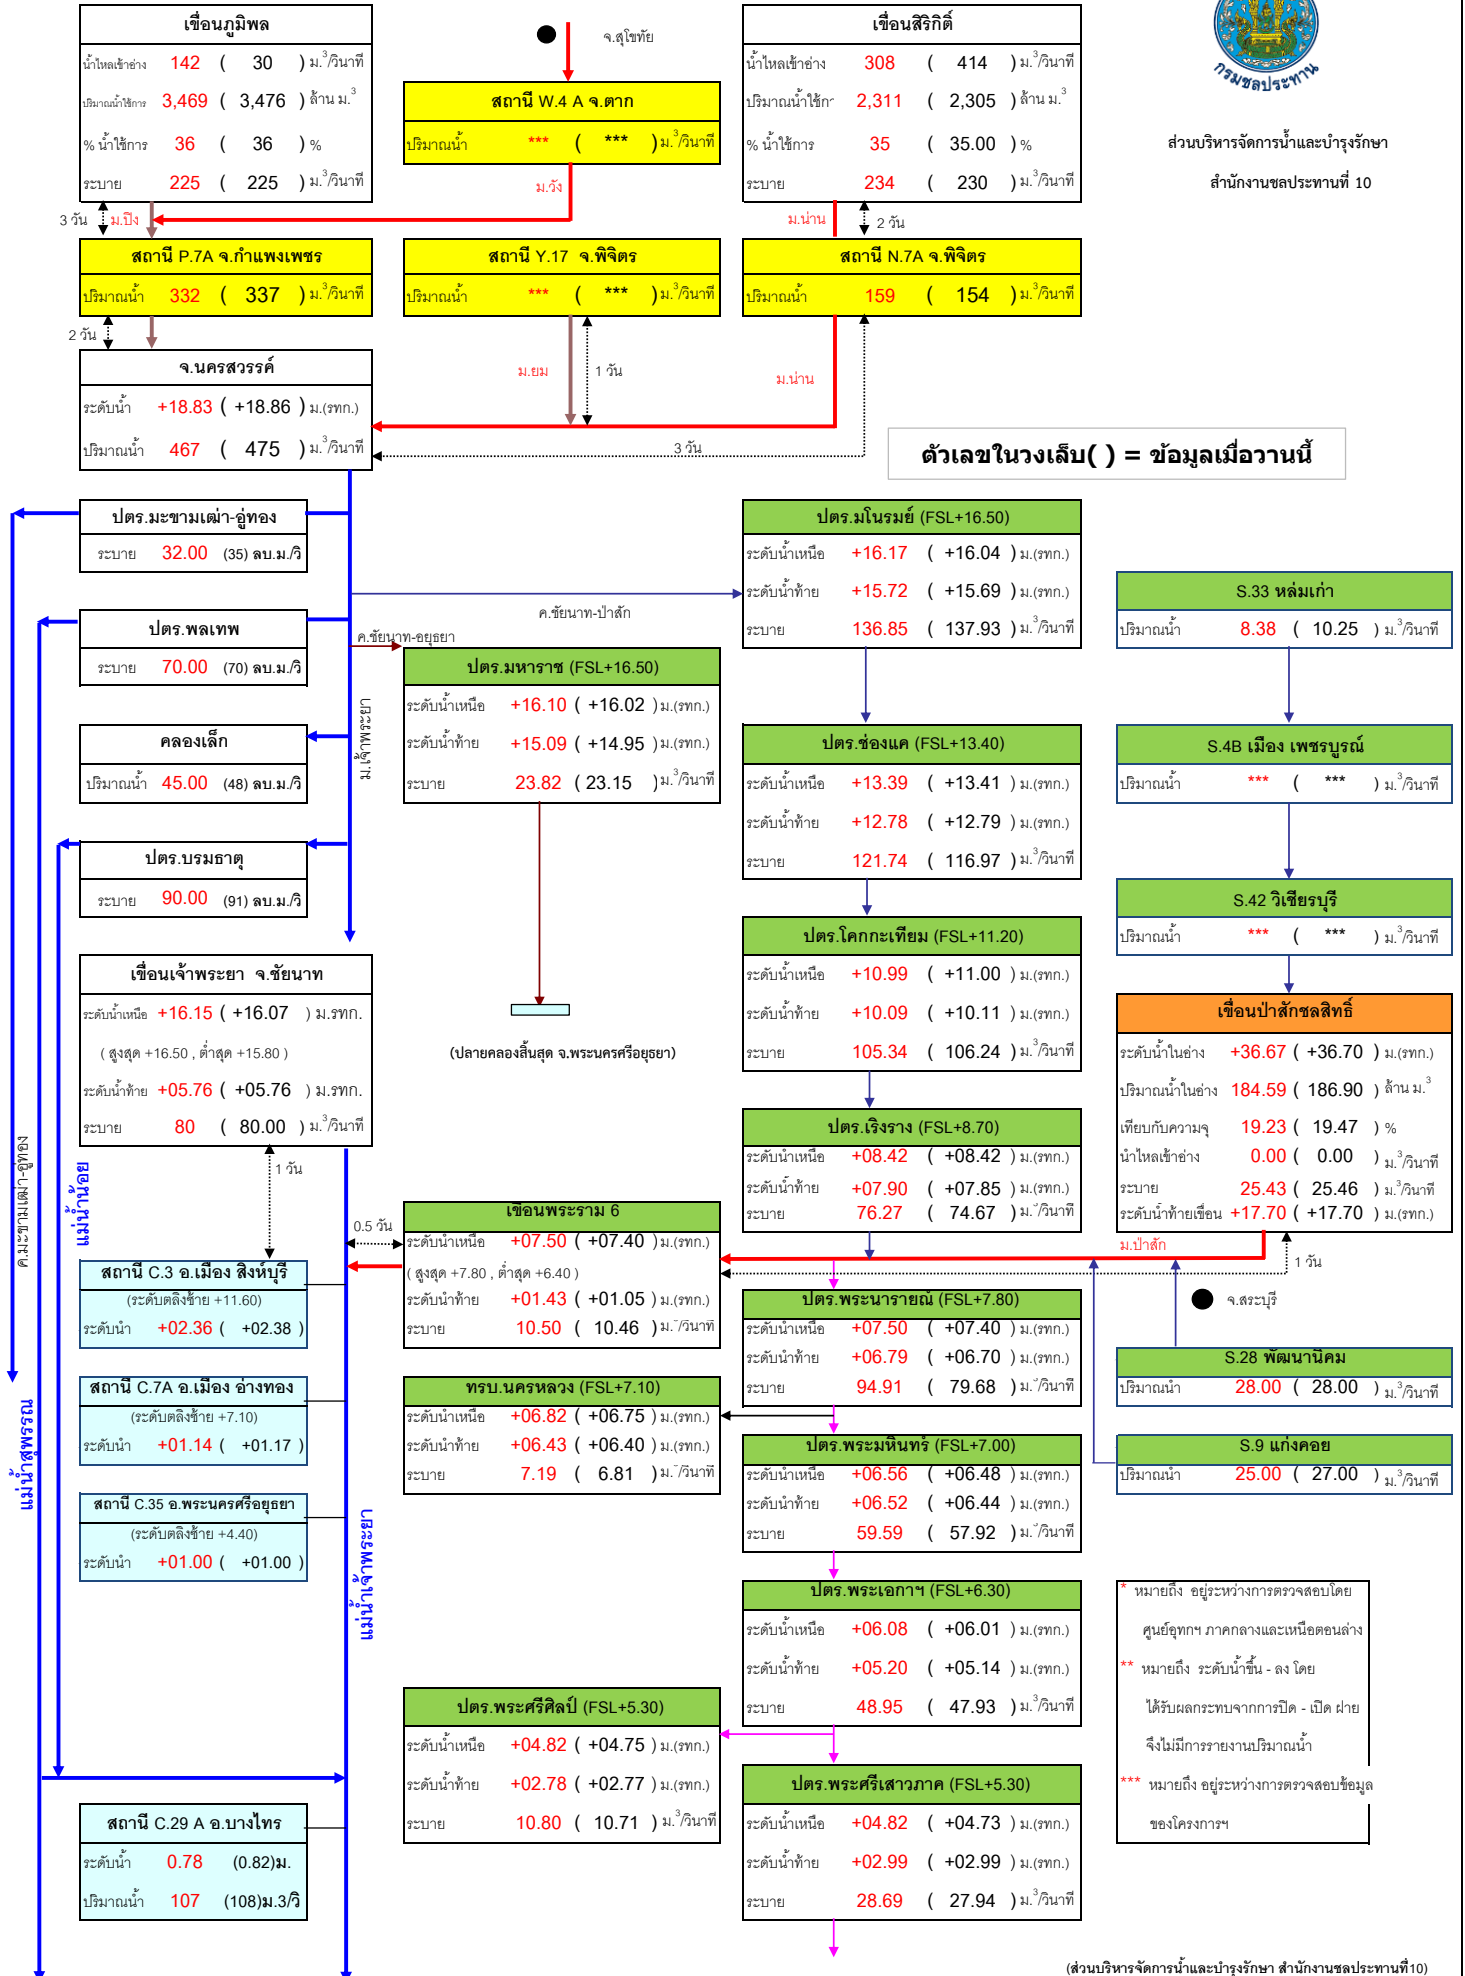 เขื่อนภูมิพล
น้ำไหลเข้าอ่าง 142 ( 30 ) ม.3/วินาที
ปริมาณน้ำใช้การ 3,469 ( 3,476 ) ล้าน ม.3
% น้ำใช้การ 36 ( 36 ) %
ระบาย 225 ( 225 ) ม.3/วินาที
จ.สุโขทัย
สถานี W.4 A จ.ตาก
ปริมาณน้ำ *** ( *** ) ม.3/วินาที
เขื่อนสิริกิติ์
น้ำไหลเข้าอ่าง 308 ( 414 ) ม.3/วินาที
ปริมาณน้ำใช้กา 2,311 ( 2,305 ) ล้าน ม.3
% น้ำใช้การ 35 ( 35.00 ) %
ระบาย 234 ( 230 ) ม.3/วินาที
กรมชลประทาน
ส่วนบริหารจัดการน้ำและบำรุงรักษา
สำนักงานชลประทานที่ 10
3 วัน ม.ปิง
ม.วัง
ม.น่าน 2 วัน
สถานี P.7A จ.กำแพงเพชร
ปริมาณน้ำ 332 ( 337 ) ม.3/วินาที
สถานี Y.17 จ.พิจิตร
ปริมาณน้ำ *** ( *** ) ม.3/วินาที
สถานี N.7A จ.พิจิตร
ปริมาณน้ำ 159 ( 154 ) ม.3/วินาที
2 วัน
ม.ยม 1 วัน
ม.น่าน
3 วัน
จ.นครสวรรค์
ระดับน้ำ +18.83 ( +18.86 ) ม.(รทก.)
ปริมาณน้ำ 467 ( 475 ) ม.3/วินาที
ตัวเลขในวงเล็บ( ) = ข้อมูลเมื่อวานนี้
ปตร.มะขามเฒ่า-อู่ทอง
ระบาย 32.00 (35) ลบ.ม./วิ
ปตร.พลเทพ
ระบาย 70.00 (70) ลบ.ม./วิ
คลองเล็ก
ปริมาณน้ำ 45.00 (48) ลบ.ม./วิ
ปตร.บรมธาตุ
ระบาย 90.00 (91) ลบ.ม./วิ
ม.เจ้าพระยา
ค.ชัยนาท-ป่าสัก
ค.ชัยนาท-อยุธยา
ปตร.มหาราช (FSL+16.50)
ระดับน้ำเหนือ +16.10 ( +16.02 ) ม.(รทก.)
ระดับน้ำท้าย +15.09 ( +14.95 ) ม.(รทก.)
ระบาย 23.82 ( 23.15 ) ม.3/วินาที
(ปลายคลองสิ้นสุด จ.พระนครศรีอยุธยา)
ปตร.มโนรมย์ (FSL+16.50)
ระดับน้ำเหนือ +16.17 ( +16.04 ) ม.(รทก.)
ระดับน้ำท้าย +15.72 ( +15.69 ) ม.(รทก.)
ระบาย 136.85 ( 137.93 ) ม.3/วินาที
ปตร.ช่องแค (FSL+13.40)
ระดับน้ำเหนือ +13.39 ( +13.41 ) ม.(รทก.)
ระดับน้ำท้าย +12.78 ( +12.79 ) ม.(รทก.)
ระบาย 121.74 ( 116.97 ) ม.3/วินาที
ปตร.โคกกะเทียม (FSL+11.20)
ระดับน้ำเหนือ +10.99 ( +11.00 ) ม.(รทก.)
ระดับน้ำท้าย +10.09 ( +10.11 ) ม.(รทก.)
ระบาย 105.34 ( 106.24 ) ม.3/วินาที
ปตร.เริงราง (FSL+8.70)
ระดับน้ำเหนือ +08.42 ( +08.42 ) ม.(รทก.)
ระดับน้ำท้าย +07.90 ( +07.85 ) ม.(รทก.)
ระบาย 76.27 ( 74.67 ) ม.3/วินาที
S.33 หล่มเก่า
ปริมาณน้ำ 8.38 ( 10.25 ) ม.3/วินาที
S.4B เมือง เพชรบูรณ์
ปริมาณน้ำ *** ( *** ) ม.3/วินาที
S.42 วิเชียรบุรี
ปริมาณน้ำ *** ( *** ) ม.3/วินาที
เขื่อนป่าสักชลสิทธิ์
ระดับน้ำในอ่าง +36.67 ( +36.70 ) ม.(รทก.)
ปริมาณน้ำในอ่าง 184.59 ( 186.90 ) ล้าน ม.3
เทียบกับความจุ 19.23 ( 19.47 ) %
น้ำไหลเข้าอ่าง 0.00 ( 0.00 ) ม.3/วินาที
ระบาย 25.43 ( 25.46 ) ม.3/วินาที
ระดับน้ำท้ายเขื่อน +17.70 ( +17.70 ) ม.(รทก.)
เขื่อนเจ้าพระยา จ.ชัยนาท
ระดับน้ำเหนือ +16.15 ( +16.07 ) ม.รทก.
( สูงสุด +16.50 , ต่ำสุด +15.80 )
ระดับน้ำท้าย +05.76 ( +05.76 ) ม.รทก.
ระบาย 80 ( 80.00 ) ม.3/วินาที
ค.มะขามเฒ่า-อู่ทอง
แม่น้ำน้อย
1 วัน
0.5 วัน
เขื่อนพระราม 6
ระดับน้ำเหนือ +07.50 ( +07.40 ) ม.(รทก.)
( สูงสุด +7.80 , ต่ำสุด +6.40 )
ระดับน้ำท้าย +01.43 ( +01.05 ) ม.(รทก.)
ระบาย 10.50 ( 10.46 ) ม.3/วินาที
ม.ป่าสัก
1 วัน
จ.สระบุรี
สถานี C.3 อ.เมือง สิงห์บุรี
(ระดับตลิ่งซ้าย +11.60)
ระดับน้ำ +02.36 ( +02.38 )
สถานี C.7A อ.เมือง อ่างทอง
(ระดับตลิ่งซ้าย +7.10)
ระดับน้ำ +01.14 ( +01.17 )
สถานี C.35 อ.พระนครศรีอยุธยา
(ระดับตลิ่งซ้าย +4.40)
ระดับน้ำ +01.00 ( +01.00 )
แม่น้ำสุพรรณ
แม่น้ำเจ้าพระยา
ทรบ.นครหลวง (FSL+7.10)
ระดับน้ำเหนือ +06.82 ( +06.75 ) ม.(รทก.)
ระดับน้ำท้าย +06.43 ( +06.40 ) ม.(รทก.)
ระบาย 7.19 ( 6.81 ) ม.3/วินาที
ปตร.พระนารายณ์ (FSL+7.80)
ระดับน้ำเหนือ +07.50 ( +07.40 ) ม.(รทก.)
ระดับน้ำท้าย +06.79 ( +06.70 ) ม.(รทก.)
ระบาย 94.91 ( 79.68 ) ม.3/วินาที
ปตร.พระมหินทร์ (FSL+7.00)
ระดับน้ำเหนือ +06.56 ( +06.48 ) ม.(รทก.)
ระดับน้ำท้าย +06.52 ( +06.44 ) ม.(รทก.)
ระบาย 59.59 ( 57.92 ) ม.3/วินาที
S.28 พัฒนานิคม
ปริมาณน้ำ 28.00 ( 28.00 ) ม.3/วินาที
S.9 แก่งคอย
ปริมาณน้ำ 25.00 ( 27.00 ) ม.3/วินาที
ปตร.พระเอกาฯ (FSL+6.30)
ระดับน้ำเหนือ +06.08 ( +06.01 ) ม.(รทก.)
ระดับน้ำท้าย +05.20 ( +05.14 ) ม.(รทก.)
ระบาย 48.95 ( 47.93 ) ม.3/วินาที
ปตร.พระศรีศิลป์ (FSL+5.30)
ระดับน้ำเหนือ +04.82 ( +04.75 ) ม.(รทก.)
ระดับน้ำท้าย +02.78 ( +02.77 ) ม.(รทก.)
ระบาย 10.80 ( 10.71 ) ม.3/วินาที
ปตร.พระศรีเสาวภาค (FSL+5.30)
ระดับน้ำเหนือ +04.82 ( +04.73 ) ม.(รทก.)
ระดับน้ำท้าย +02.99 ( +02.99 ) ม.(รทก.)
ระบาย 28.69 ( 27.94 ) ม.3/วินาที
* หมายถึง อยู่ระหว่างการตรวจสอบโดย
ศูนย์อุทกฯ ภาคกลางและเหนือตอนล่าง
** หมายถึง ระดับน้ำขึ้น - ลง โดย
ได้รับผลกระทบจากการปิด - เปิด ฝาย
จึงไม่มีการรายงานปริมาณน้ำ
*** หมายถึง อยู่ระหว่างการตรวจสอบข้อมูล
ของโครงการฯ
สถานี C.29 A อ.บางไทร
ระดับน้ำ 0.78 (0.82)ม.
ปริมาณน้ำ 107 (108)ม.3/วิ
(ส่วนบริหารจัดการน้ำและบำรุงรักษา สำนักงานชลประทานที่10)